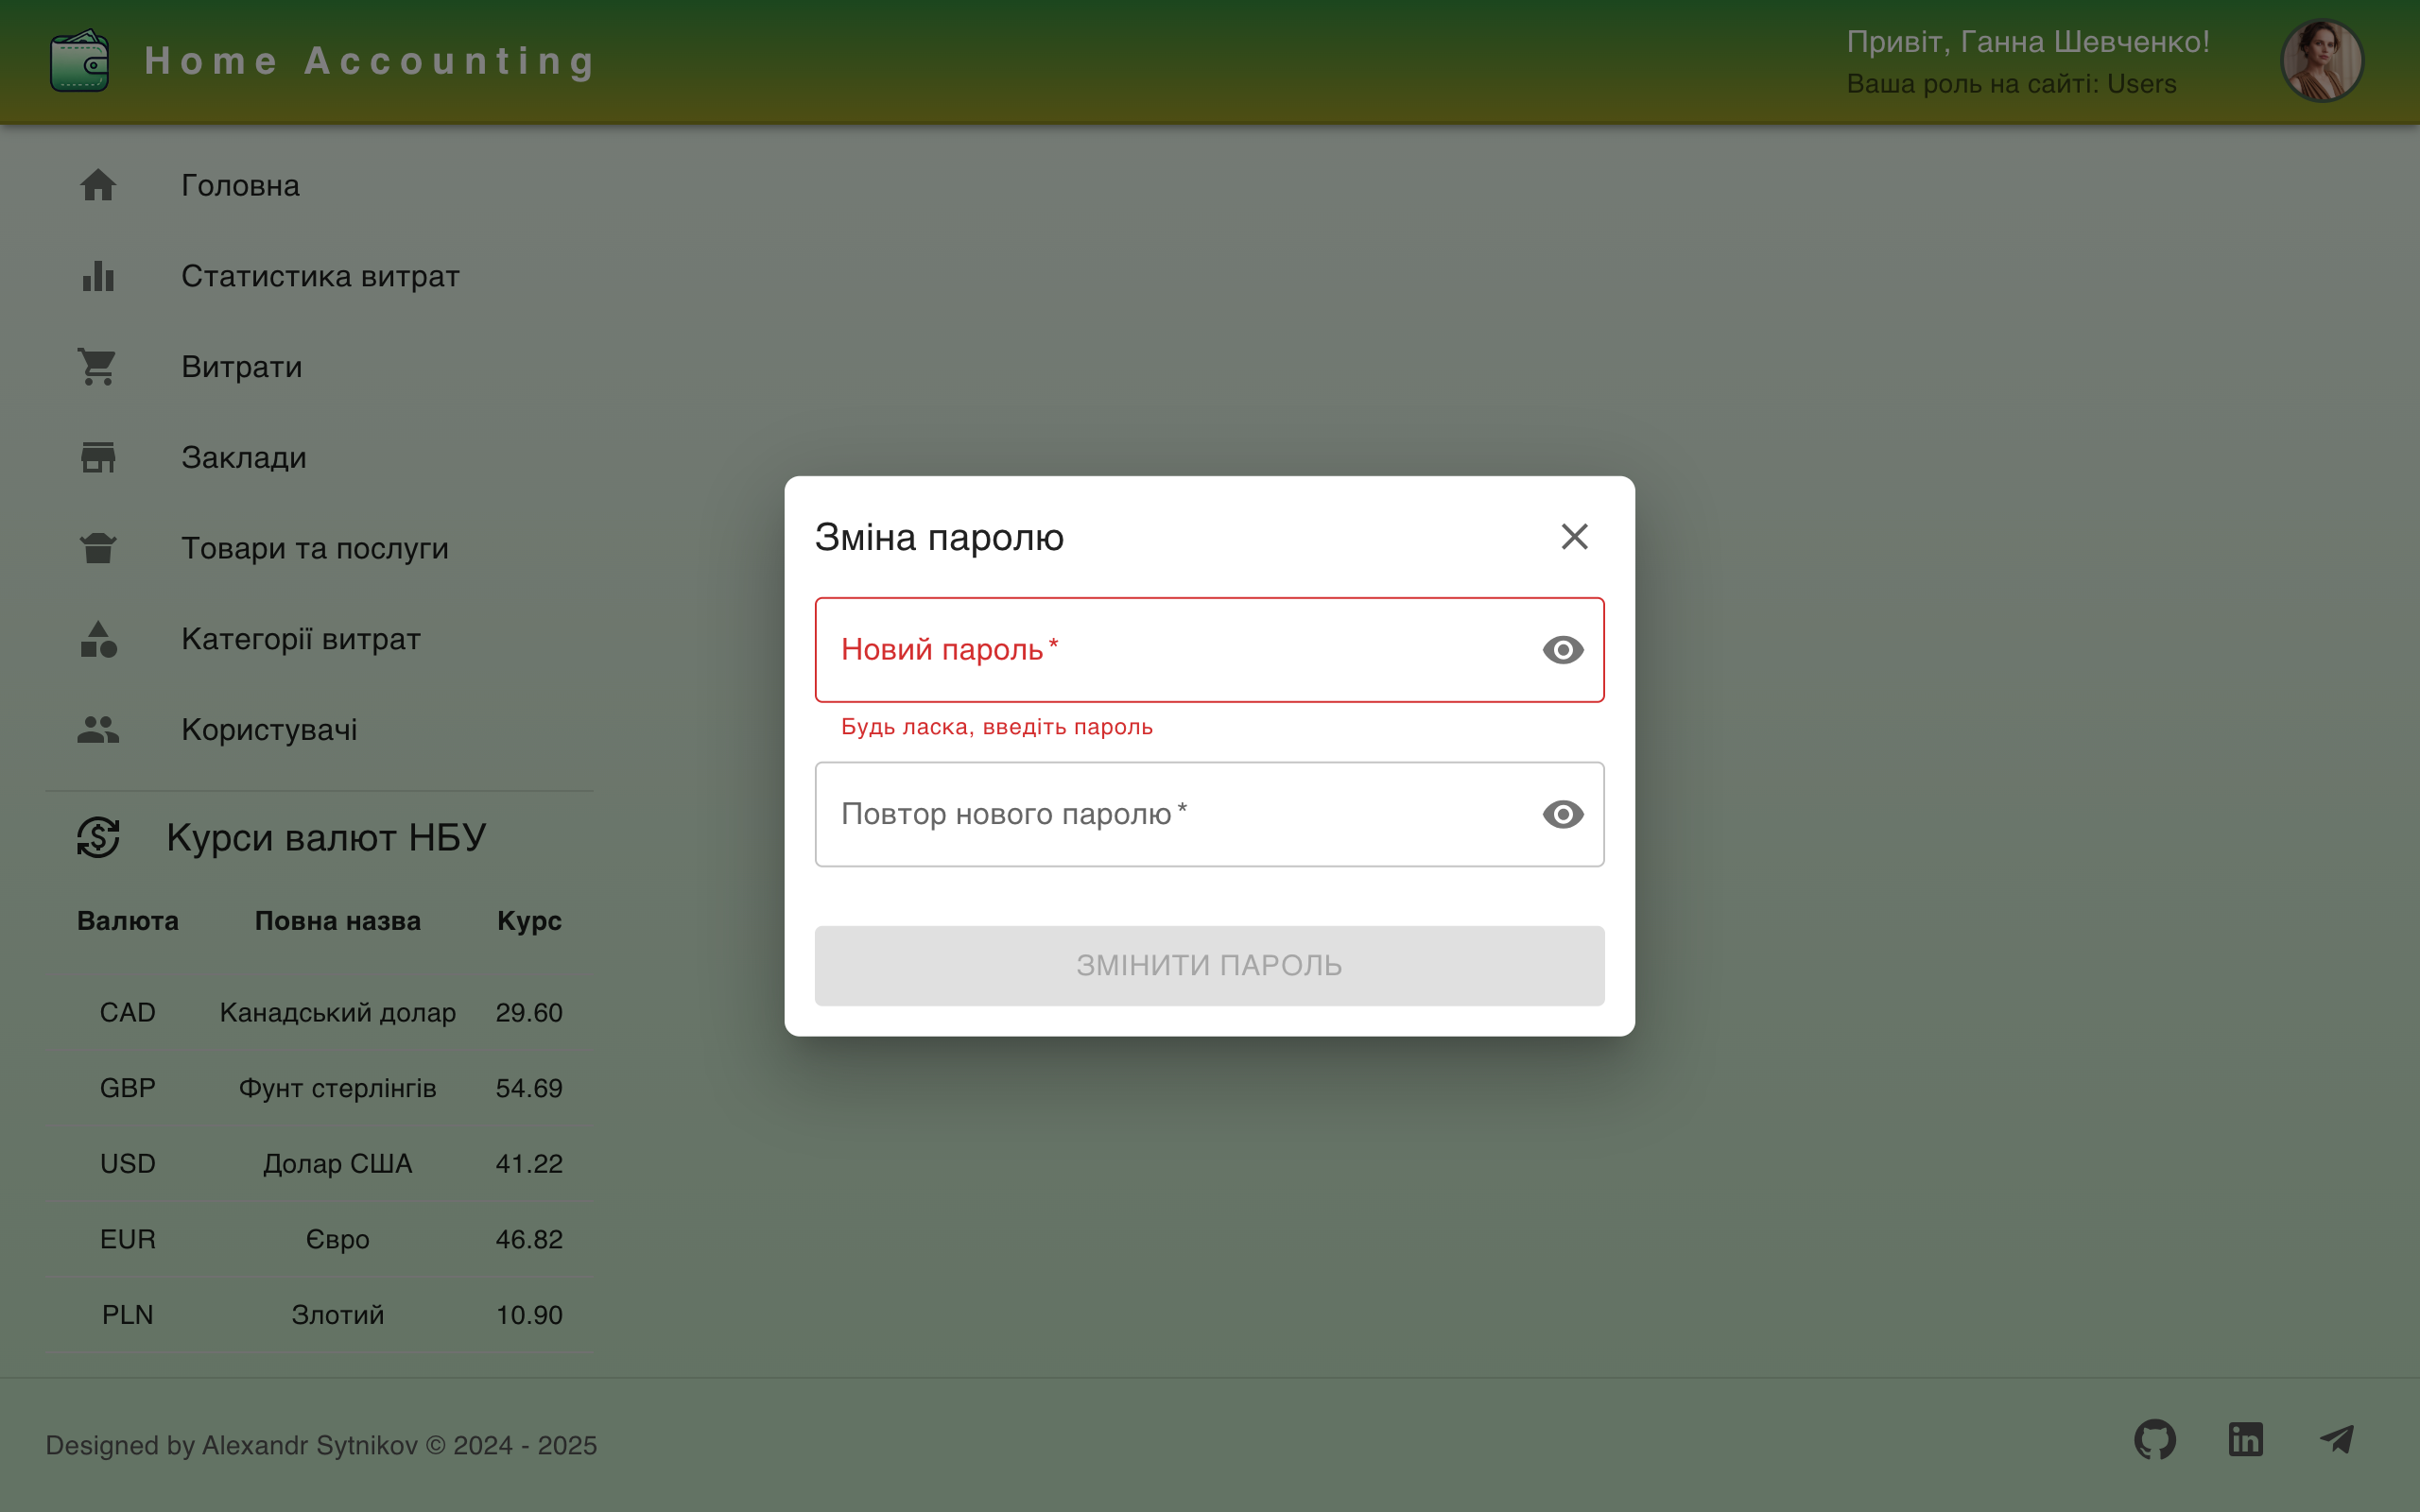 Home Accounting
Привіт, Ганна Шевченко!
Ваша роль на сайті: Users
Головна
Статистика витрат
Витрати
Заклади
Товари та послуги
Категорії витрат
Користувачі
Курси валют НБУ
Валюта Повна назва Курс
CAD Канадський долар 29.60
GBP Фунт стерлінгів 54.69
USD Долар США 41.22
EUR Євро 46.82
PLN Злотий 10.90
Зміна паролю
Новий пароль *
Будь ласка, введіть пароль
Повтор нового паролю *
ЗМІНИТИ ПАРОЛЬ
Designed by Alexandr Sytnikov © 2024 - 2025